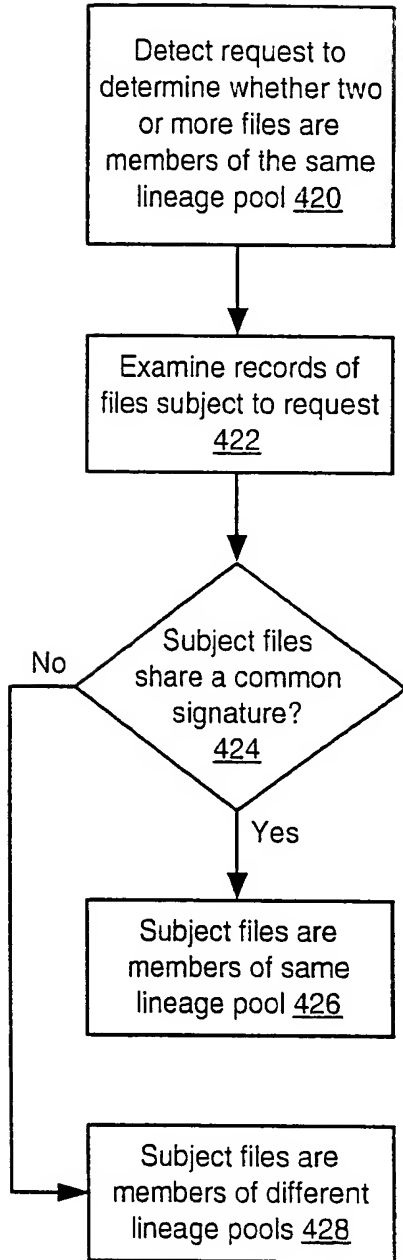 Detect request to
determine whether two
or more files are
members of the same
lineage pool 420
Examine records of
files subject to request
422
Subject files
share a common
signature?
424
No
Yes
Subject files are
members of same
lineage pool 426
Subject files are
members of different
lineage pools 428